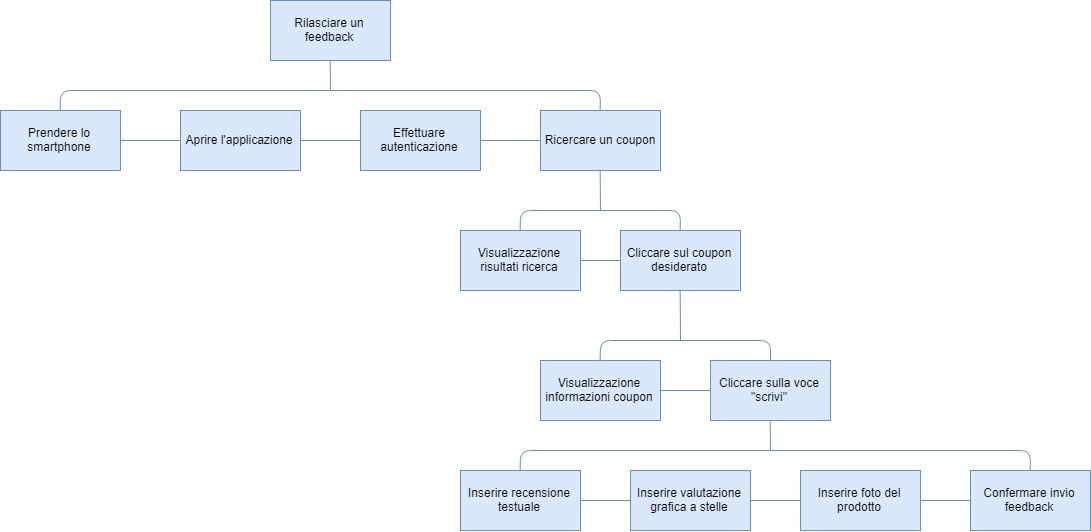 Rilasciare un
feedback
Prendere lo
smartphone
Aprire l'applicazione
Effettuare
autenticazione
Ricercare un coupon
Visualizzazione
risultati ricerca
Cliccare sul coupon
desiderato
Visualizzazione
informazioni coupon
Cliccare sulla voce
"scrivi"
Inserire recensione
testuale
Inserire valutazione
grafica a stelle
Inserire foto del
prodotto
Confermare invio
feedback